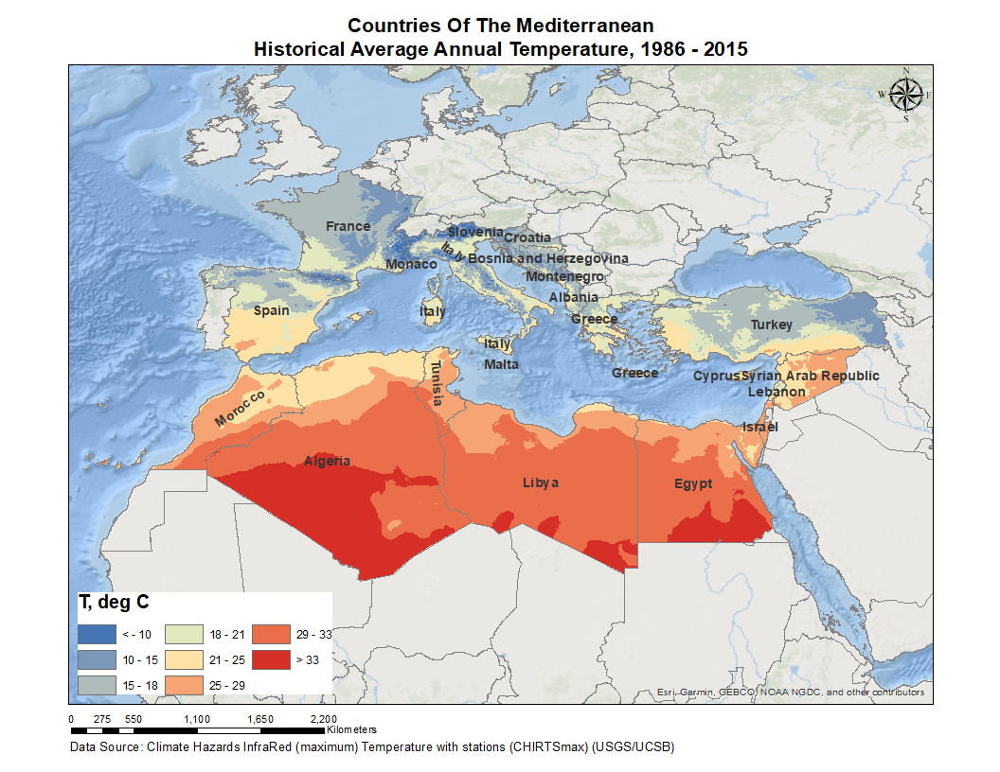 Countries Of The Mediterranean
Historical Average Annual Temperature, 1986 - 2015
N
W
E
S
France
Slovenia
Croatia
Italy
Bosnia and Herzegovina
Monaco
Montenegro
Albania
Spain
Italy
Greece
Turkey
Italy
Malta
Tunisia
Greece
Cyprus
Syrian Arab Republic
Lebanon
Morocco
Israel
Algeria
Libya
Egypt
T, deg C
< - 10
18 - 21
29 - 33
10 - 15
21 - 25
> 33
15 - 18
25 - 29
Esri, Garmin, GEBCO, NOAA NGDC, and other contributors
0 275 550 1,100 1,650 2,200
Kilometers
Data Source: Climate Hazards InfraRed (maximum) Temperature with stations (CHIRTSmax) (USGS/UCSB)